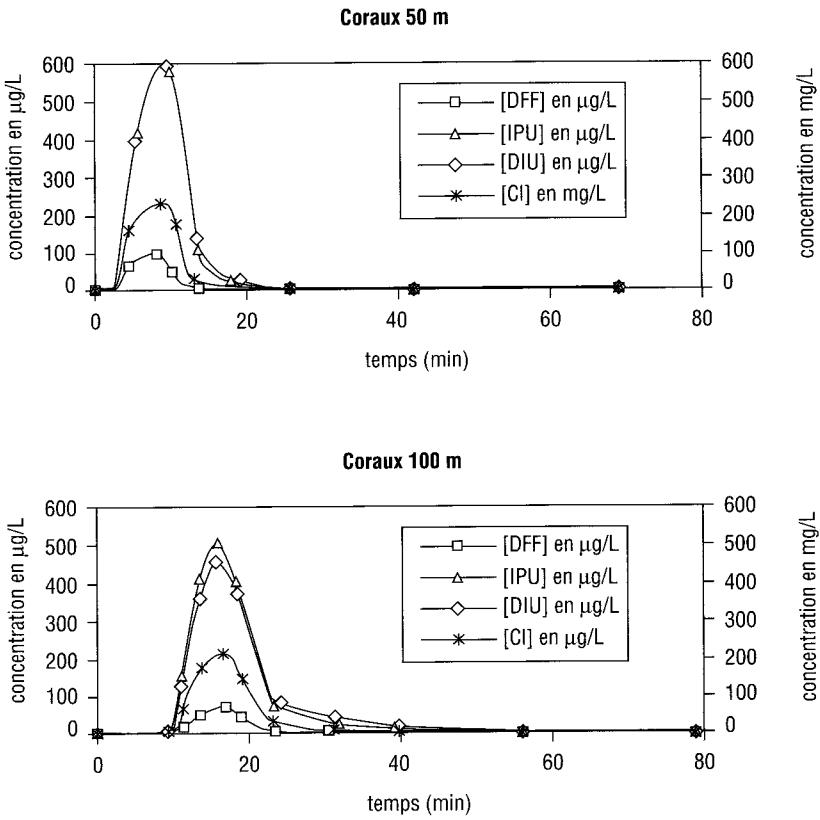 Coraux 50 m
concentration en µg/L
600
500
400
300
200
100
0
600
500
400
300
200
100
0
concentration en mg/L
[DFF] en µg/L
[IPU] en µg/L
[DIU] en µg/L
[Cl] en mg/L
0 20 40 60 80
temps (min)
Coraux 100 m
concentration en µg/L
600
500
400
300
200
100
0
600
500
400
300
200
100
0
concentration en mg/L
[DFF] en µg/L
[IPU] en µg/L
[DIU] en µg/L
[Cl] en µg/L
0 20 40 60 80
temps (min)